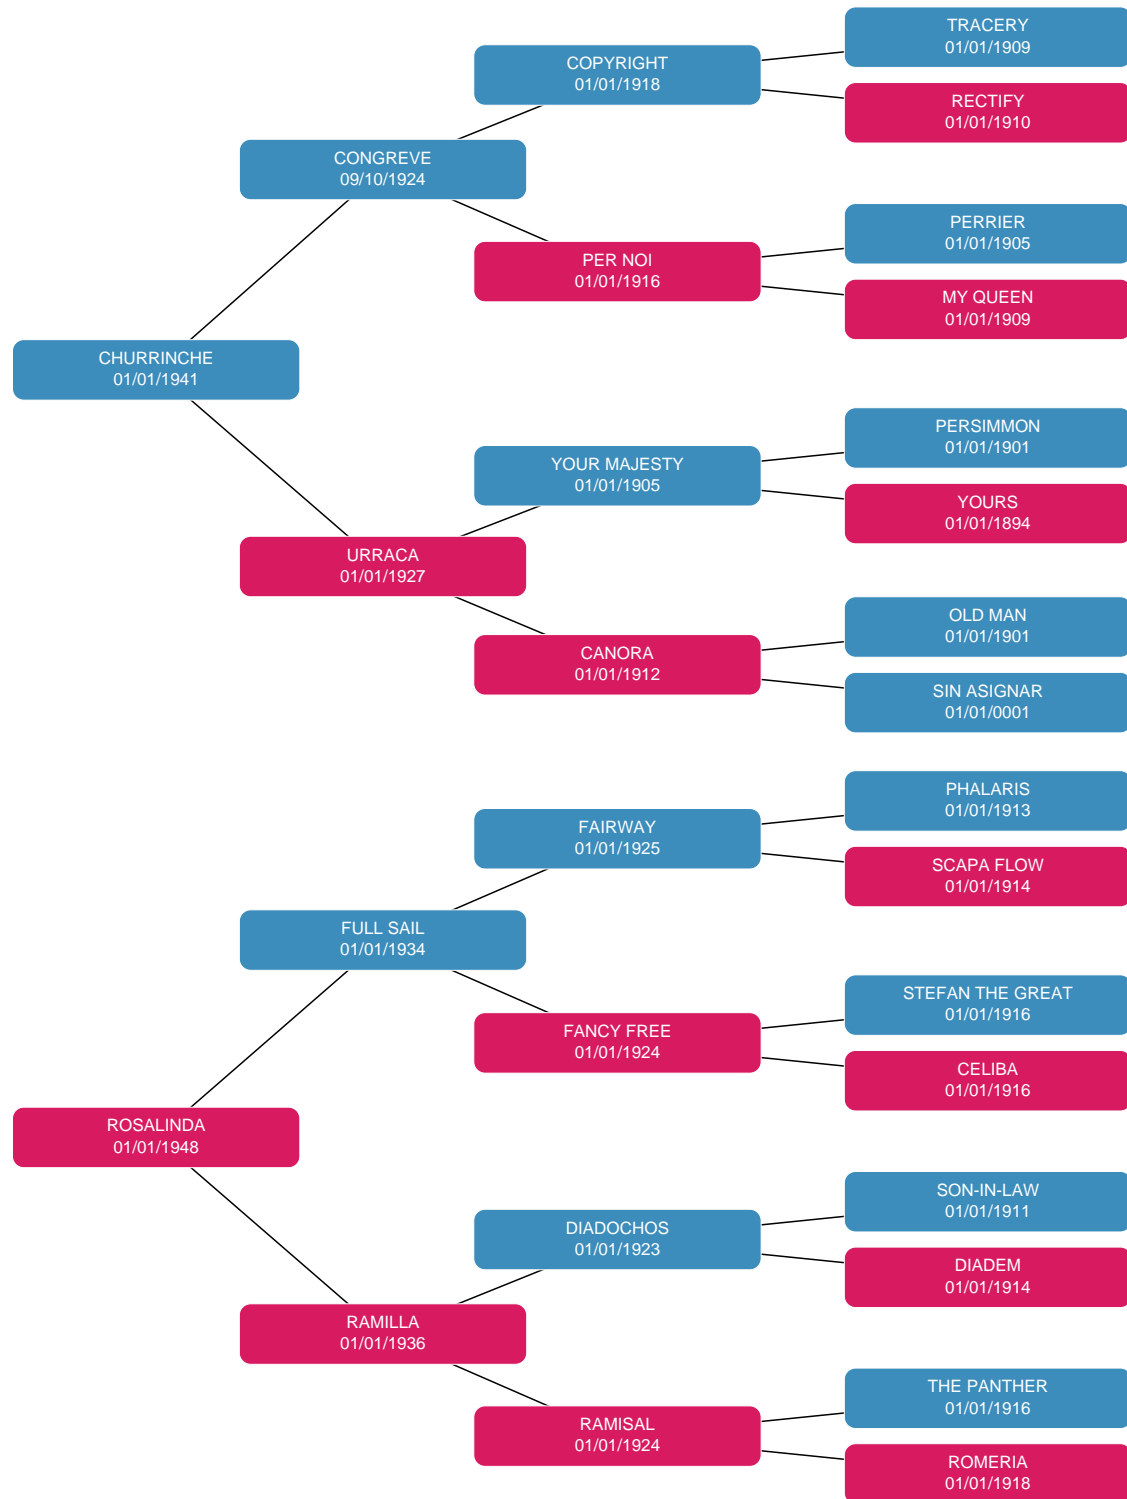 TRACERY
01/01/1909
COPYRIGHT
01/01/1918
RECTIFY
01/01/1910
CONGREVE
09/10/1924
PERRIER
01/01/1905
PER NOI
01/01/1916
MY QUEEN
01/01/1909
CHURRINCHE
01/01/1941
PERSIMMON
01/01/1901
YOUR MAJESTY
01/01/1905
YOURS
01/01/1894
URRACA
01/01/1927
OLD MAN
01/01/1901
CANORA
01/01/1912
SIN ASIGNAR
01/01/0001
PHALARIS
01/01/1913
FAIRWAY
01/01/1925
SCAPA FLOW
01/01/1914
FULL SAIL
01/01/1934
STEFAN THE GREAT
01/01/1916
FANCY FREE
01/01/1924
CELIBA
01/01/1916
ROSALINDA
01/01/1948
SON-IN-LAW
01/01/1911
DIADOCHOS
01/01/1923
DIADEM
01/01/1914
RAMILLA
01/01/1936
THE PANTHER
01/01/1916
RAMISAL
01/01/1924
ROMERIA
01/01/1918